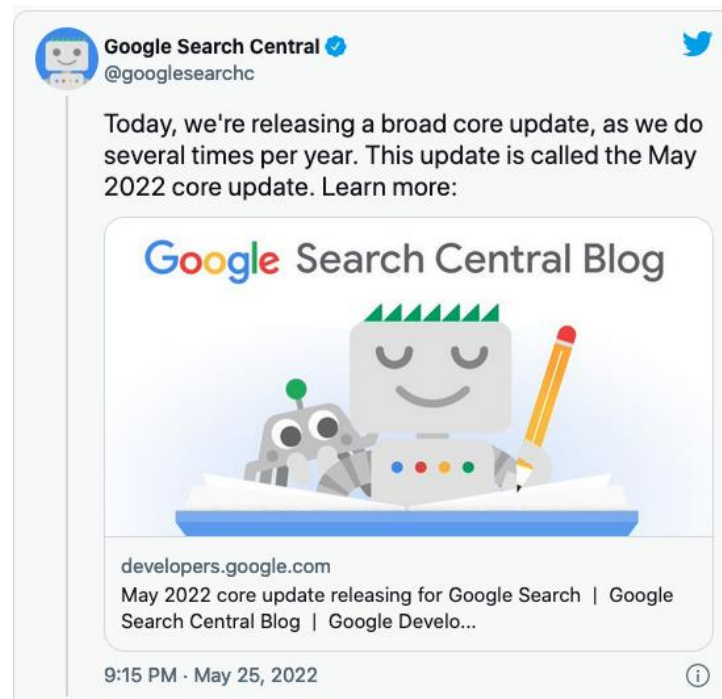 Google Search Central
@googlesearchc
Today, we're releasing a broad core update, as we do
several times per year. This update is called the May
2022 core update. Learn more:
Google Search Central Blog
developers.google.com
May 2022 core update releasing for Google Search | Google
Search Central Blog | Google Develo...
9:15 PM · May 25, 2022